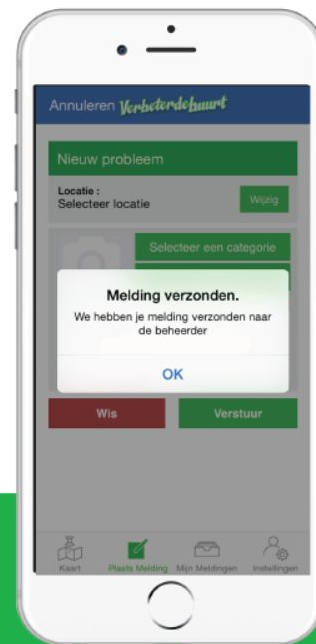 Annuleren Verbeterdebuurt
Nieuw probleem
Locatie :
Selecteer locatie
Wijzig
Selecteer een categorie
Melding verzonden.
We hebben je melding verzonden naar
de beheerder
OK
Wis
Verstuur
Kaart
Plaats Melding
Mijn Meldingen
Instellingen